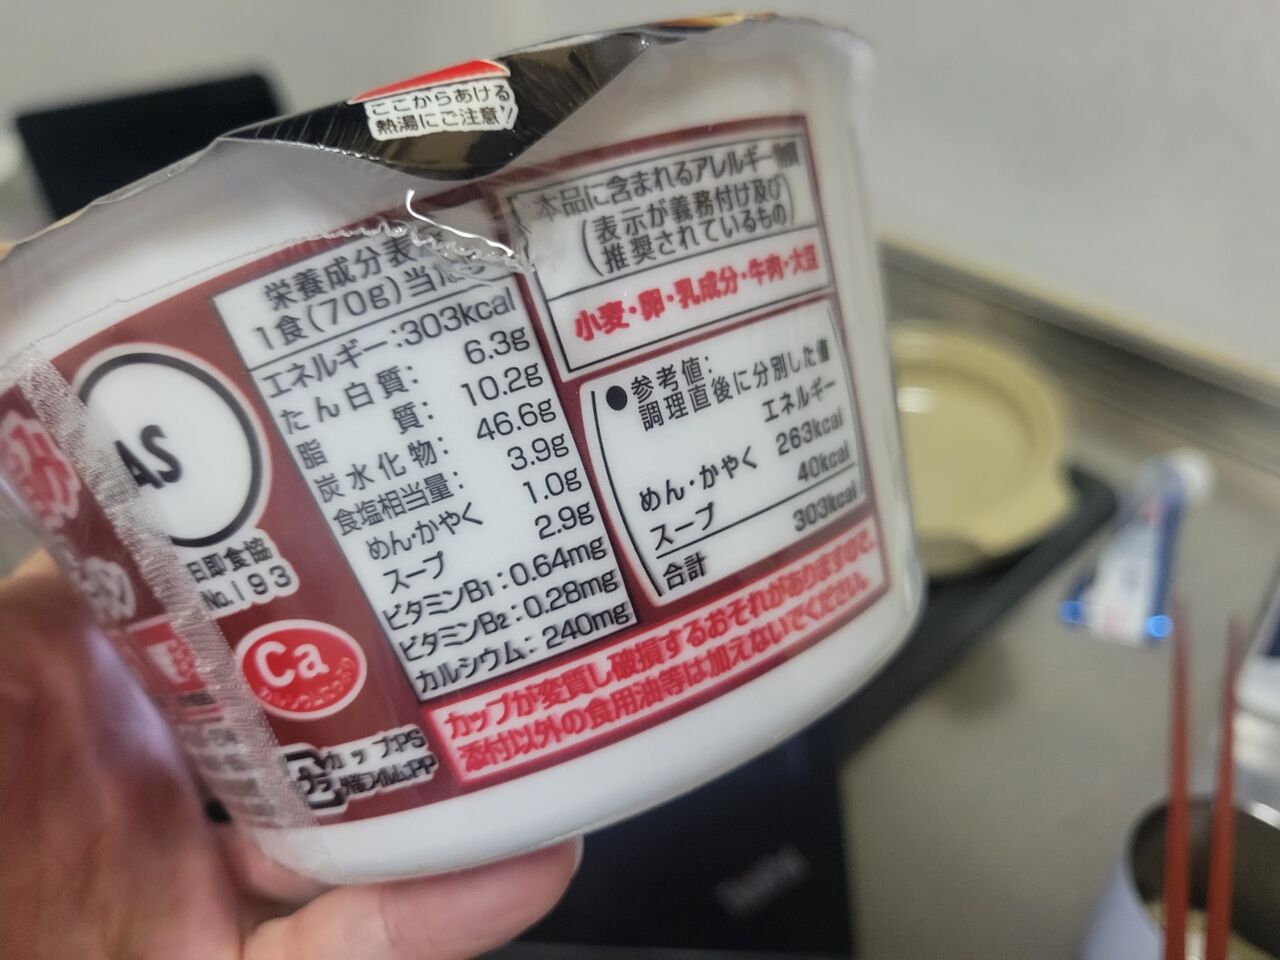 ここからあける
熱湯にご注意!
栄養成分表示
1食(70g)当たり
エネルギー:303kcal
たん白質: 6.3g
脂質: 10.2g
炭水化物: 46.6g
食塩相当量: 3.9g
めん・かやく 1.0g
スープ 2.9g
ビタミンB1:0.64mg
ビタミンB2:0.28mg
カルシウム:240mg
本品に含まれるアレルギー物質
(表示が義務付け及び
推奨されているもの)
小麦・卵・乳成分・牛肉・大豆
●参考値:
調理直後に分別した値
エネルギー
めん・かやく 263kcal
スープ 40kcal
合計 303kcal
カップが変質し破損するおそれがありますので、
添付以外の食用油等は加えないでください。
AS
日即食協
No.193
Ca
プラ
カップ:PS
PP